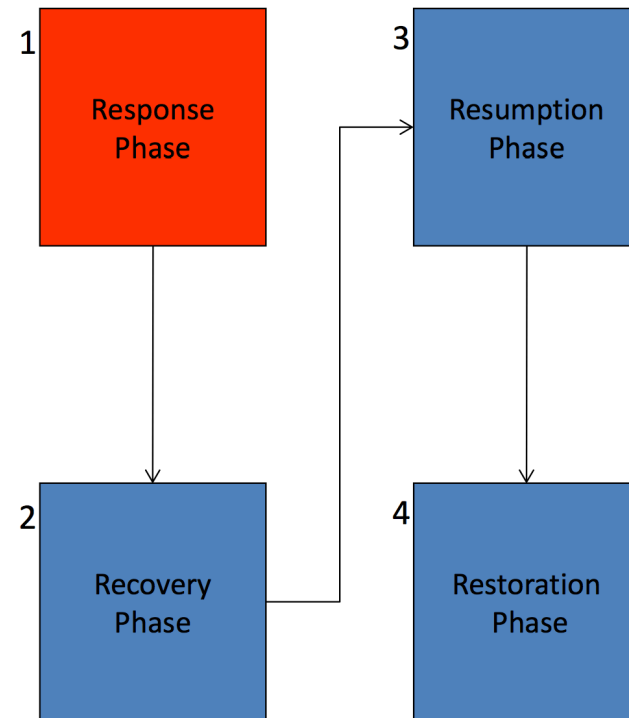 1
Response
Phase
2
Recovery
Phase
3
Resumption
Phase
4
Restoration
Phase